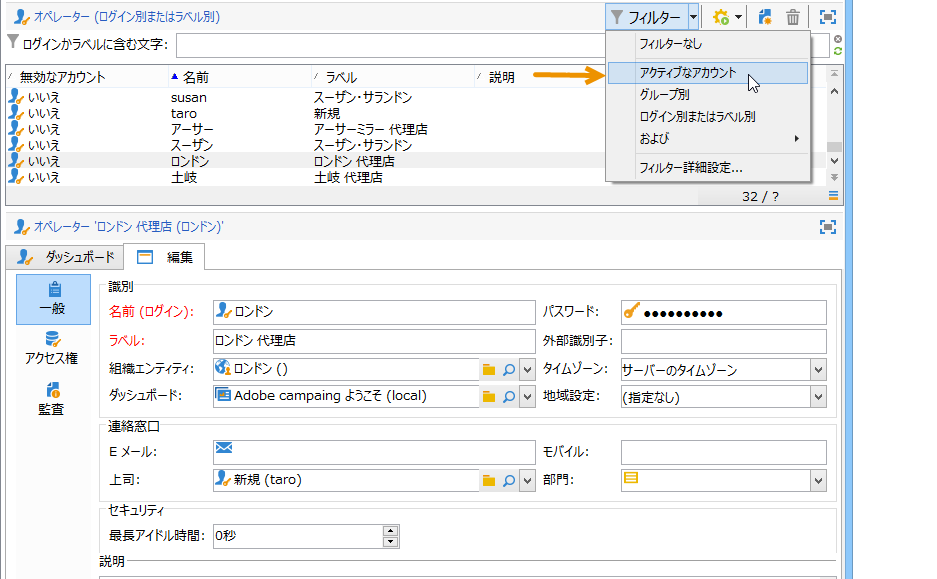 オペレーター (ログイン別またはラベル別)
フィルター
ログインかラベルに含む文字:
フィルターなし
アクティブなアカウント
グループ別
ログイン別またはラベル別
および
フィルター詳細設定...
無効なアカウント 名前 ラベル 説明
いいえ susan スーザン・サランドン
いいえ taro 新規
いいえ アーサー アーサーミラー 代理店
いいえ スーザン スーザン・サランドン
いいえ ロンドン ロンドン 代理店
いいえ 土岐 土岐 代理店
32 / ?
オペレーター 'ロンドン 代理店 (ロンドン)'
ダッシュボード 編集
一般
アクセス権
監査
識別
名前 (ログイン): ロンドン パスワード: ●●●●●●●●●●
ラベル: ロンドン 代理店 外部識別子:
組織エンティティ: ロンドン () タイムゾーン: サーバーのタイムゾーン
ダッシュボード: Adobe campaing ようこそ (local) 地域設定: (指定なし)
連絡窓口
E メール: モバイル:
上司: 新規 (taro) 部門:
セキュリティ
最長アイドル時間: 0秒
説明